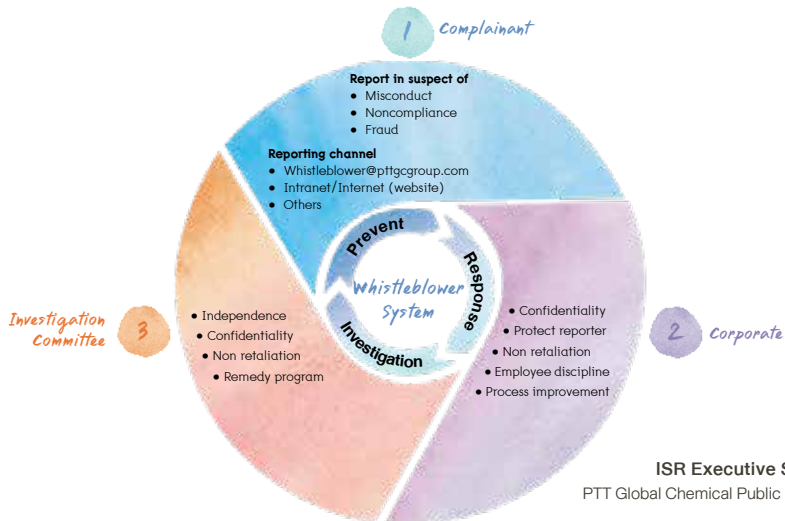 1 Complainant
Report in suspect of
• Misconduct
• Noncompliance
• Fraud
Reporting channel
• Whistleblower@pttgcgroup.com
• Intranet/Internet (website)
• Others
Prevent
Response
Investigation
Whistleblower
System
2 Corporate
• Confidentiality
• Protect reporter
• Non retaliation
• Employee discipline
• Process improvement
Investigation
Committee
3
• Independence
• Confidentiality
• Non retaliation
• Remedy program
ISR Executive S
PTT Global Chemical Public